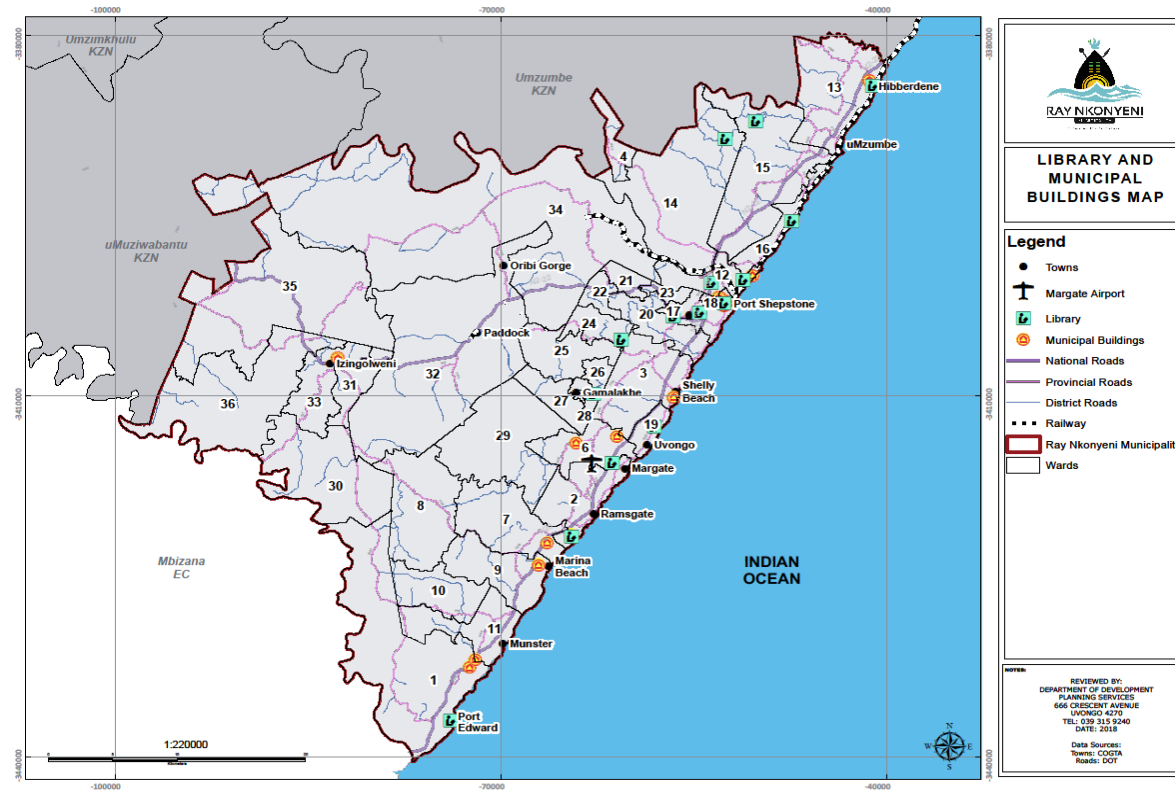 -100000
-70000
-40000
-3380000
-3380000
Umzimkhulu
KZN
Umzumbe
KZN
uMuziwabantu
KZN
Mbizana
EC
INDIAN
OCEAN
13
Hibberdene
uMzumbe
4
15
14
34
16
Oribi Gorge
12
21
22
23
18
Port Shepstone
35
20
17
24
Paddock
25
Izingolweni
26
3
32
31
Shelly
Beach
36
33
Gamalakhe
27
28
19
29
6
Uvongo
Margate
30
8
2
Ramsgate
7
9
Marina
Beach
10
11
Munster
1
Port
Edward
-3410000
-3410000
-3440000
-3440000
1:220000
Kilometers
N
W
E
S
-100000
-70000
-40000
RAY NKONYENI
LIBRARY AND
MUNICIPAL
BUILDINGS MAP
Legend
Towns
Margate Airport
Library
Municipal Buildings
National Roads
Provincial Roads
District Roads
Railway
Ray Nkonyeni Municipalit
Wards
NOTES:
REVIEWED BY:
DEPARTMENT OF DEVELOPMENT
PLANNING SERVICES
666 CRESCENT AVENUE
UVONGO 4270
TEL: 039 315 9240
DATE: 2018
Data Sources:
Towns: COGTA
Roads: DOT